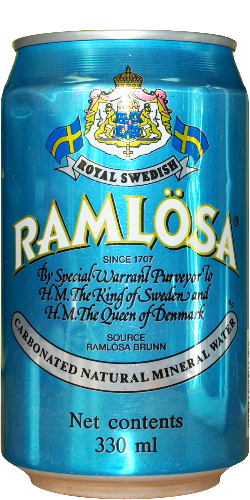 ROYAL SWEDISH
RAMLÖSA®
SINCE 1707
By Special Warrant Purveyor to
H.M. The King of Sweden and
H.M. The Queen of Denmark
SOURCE
RAMLÖSA BRUNN
CARBONATED NATURAL MINERAL WATER
Net contents
330 ml